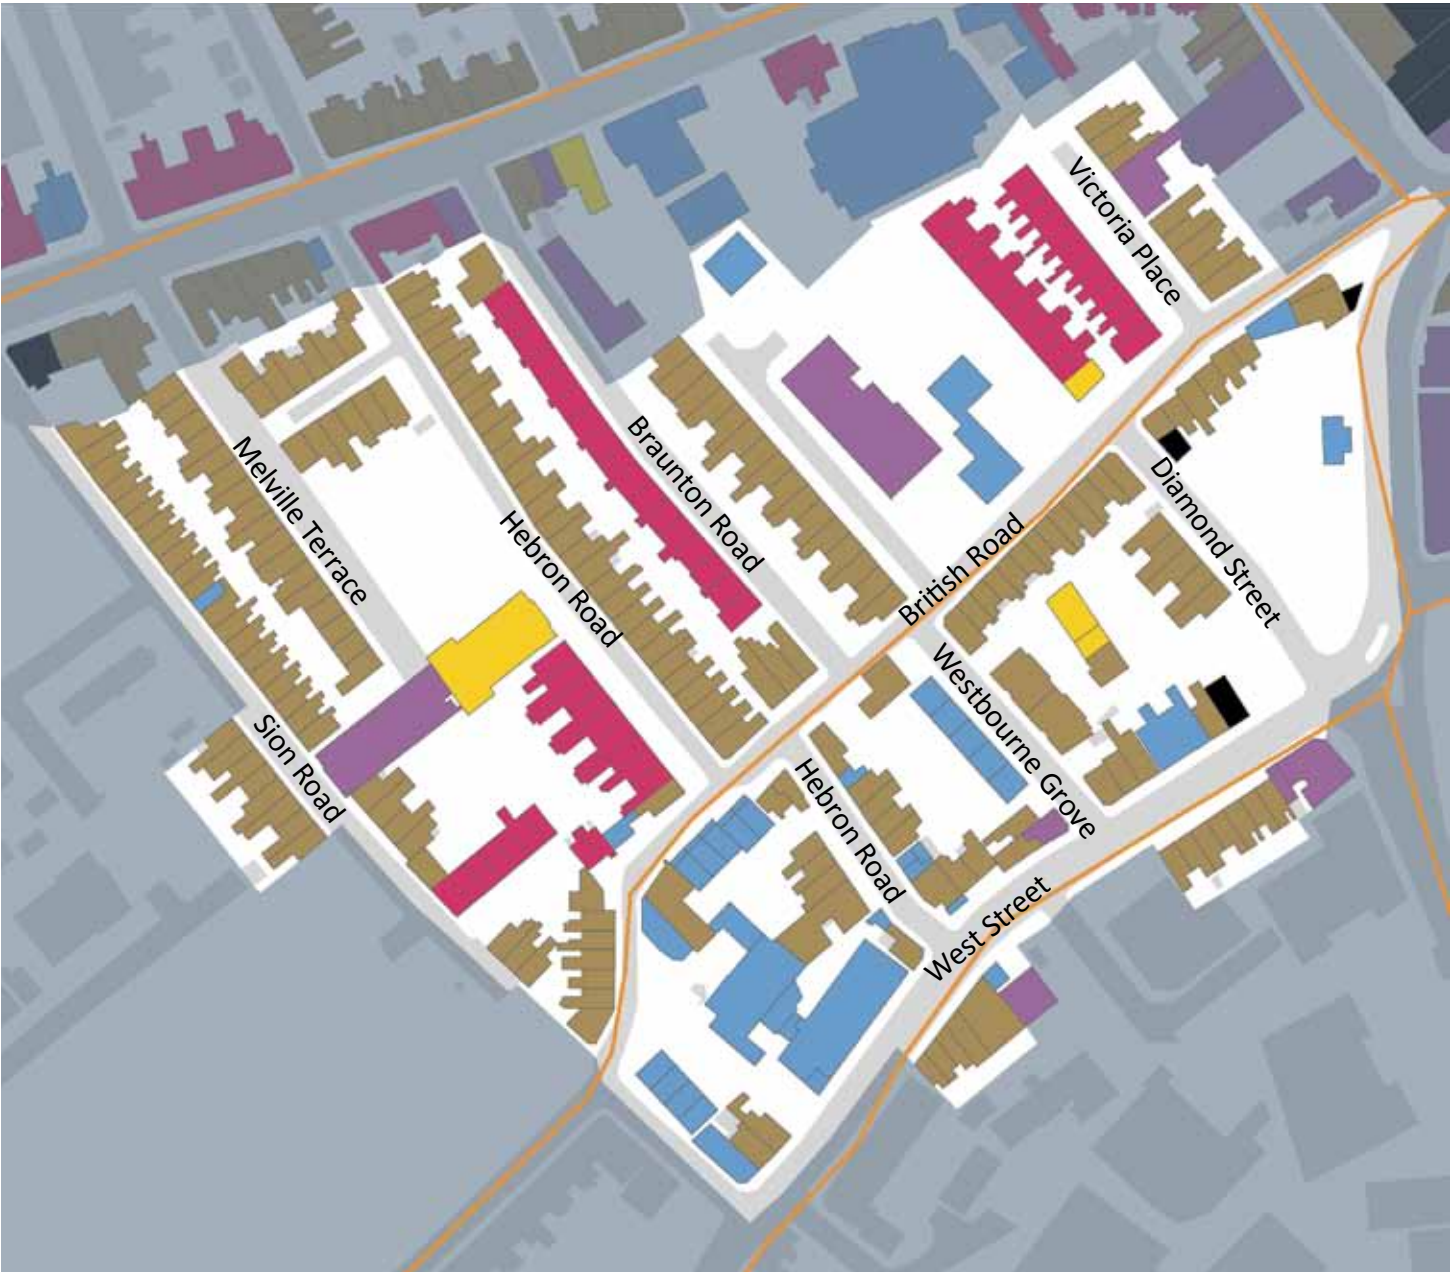 Victoria Place
Melville Terrace
Braunton Road
Hebron Road
British Road
Diamond Street
Westbourne Grove
Sion Road
Hebron Road
West Street